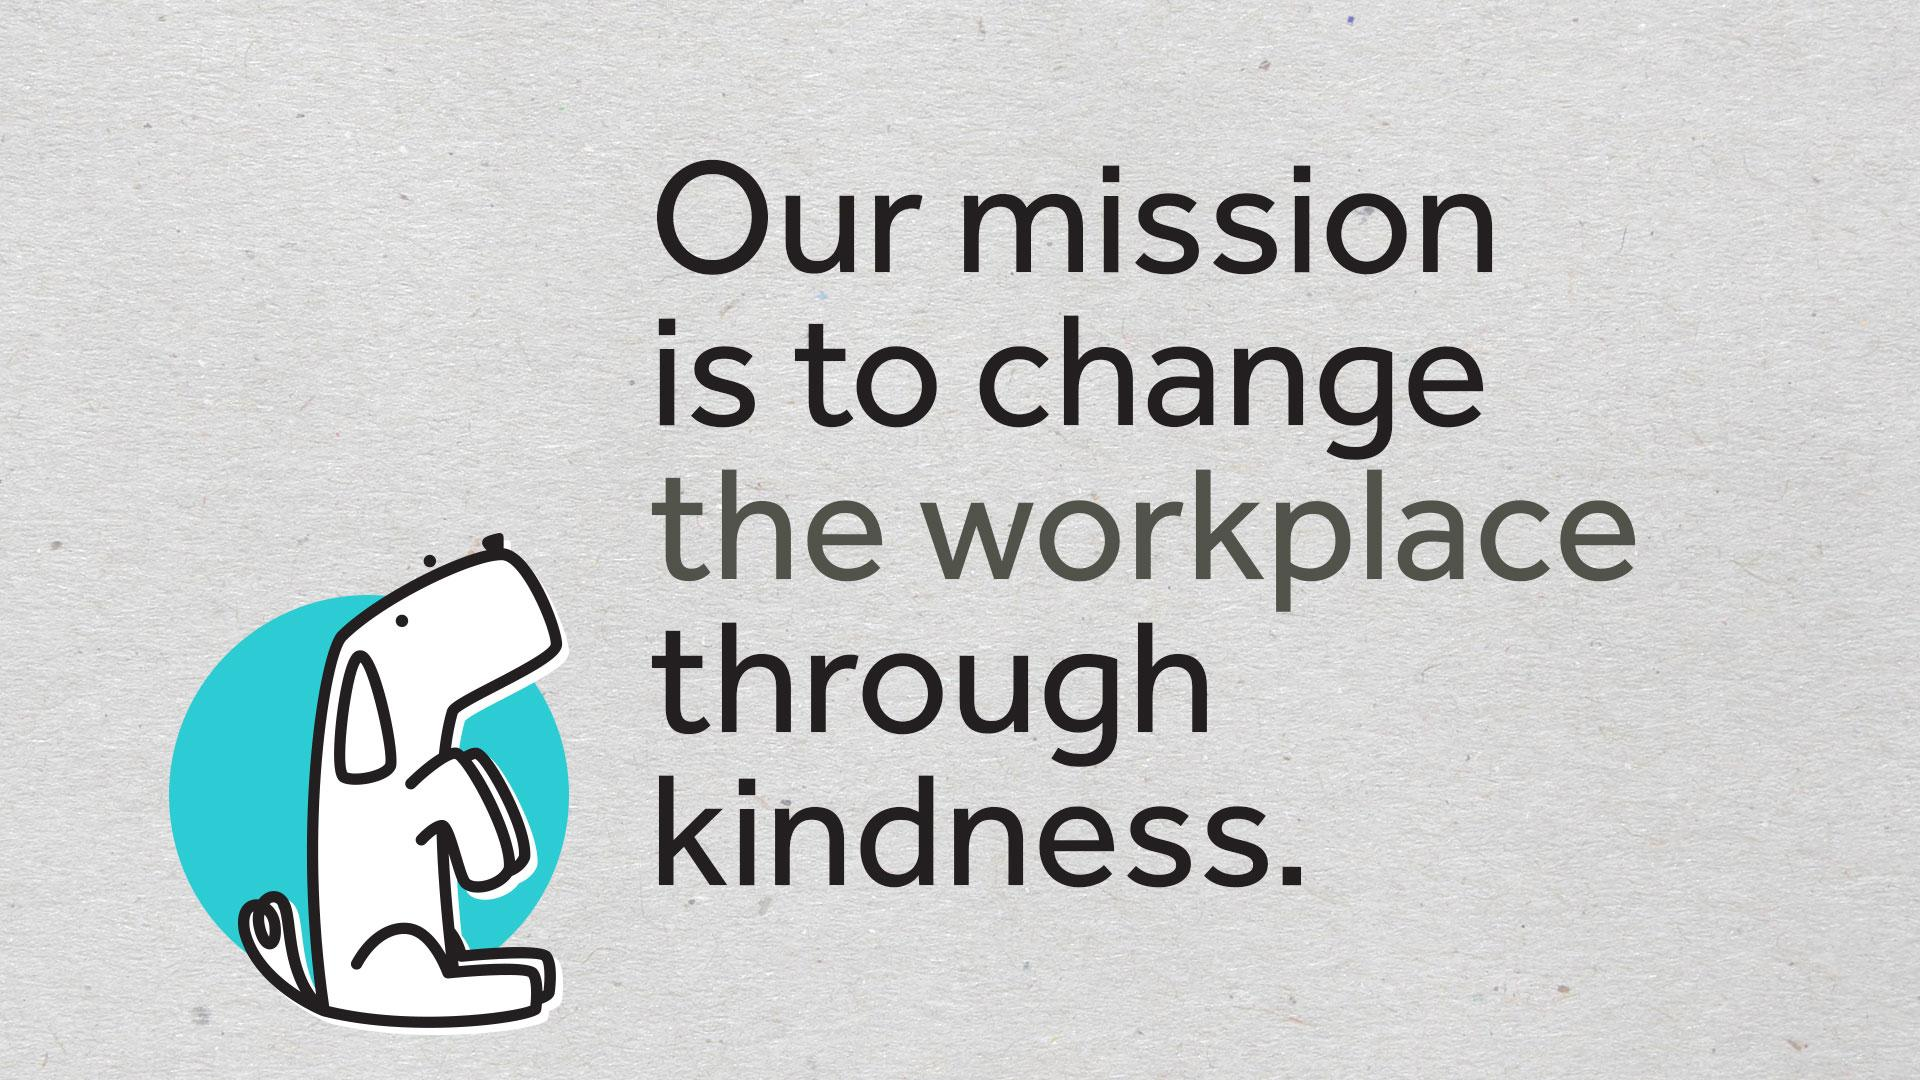 Our mission
is to change
the workplace
through
kindness.